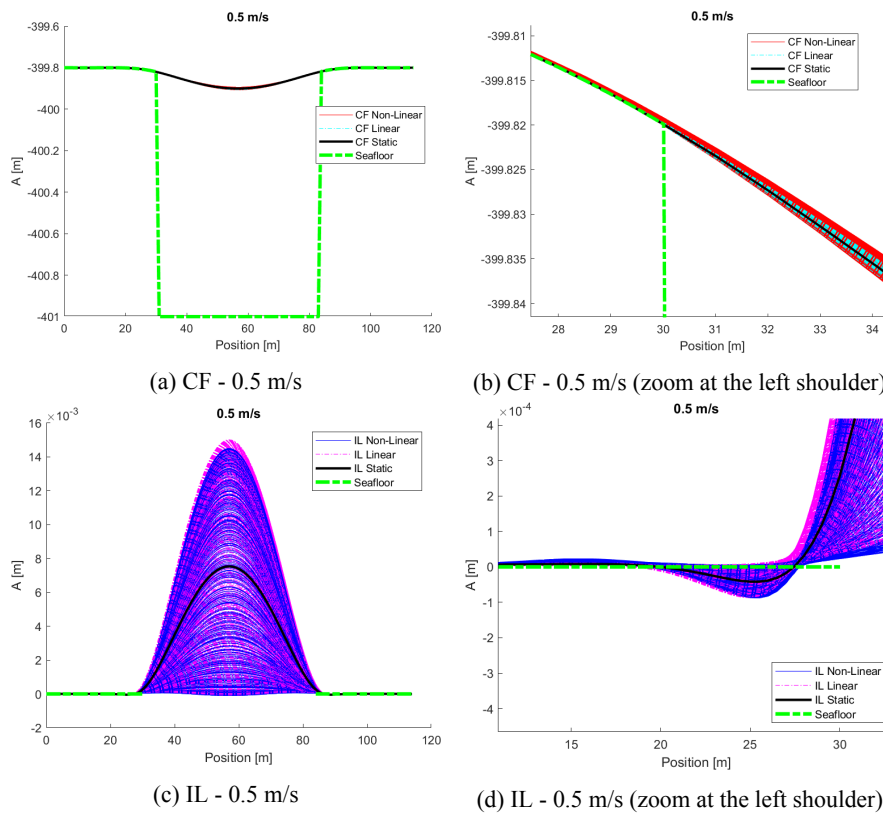 0.5 m/s
-399.6
-399.8
-400
-400.2
-400.4
-400.6
-400.8
-401
A [m]
0 20 40 60 80 100 120
Position [m]
CF Non-Linear
CF Linear
CF Static
Seafloor
(a) CF - 0.5 m/s
0.5 m/s
-399.81
-399.815
-399.82
-399.825
-399.83
-399.835
-399.84
A [m]
28 29 30 31 32 33 34
Position [m]
CF Non-Linear
CF Linear
CF Static
Seafloor
(b) CF - 0.5 m/s (zoom at the left shoulder)
×10⁻³
0.5 m/s
16
14
12
10
8
6
4
2
0
-2
A [m]
0 20 40 60 80 100 120
Position [m]
IL Non-Linear
IL Linear
IL Static
Seafloor
(c) IL - 0.5 m/s
×10⁻⁴
0.5 m/s
4
3
2
1
0
-1
-2
-3
-4
A [m]
15 20 25 30
Position [m]
IL Non-Linear
IL Linear
IL Static
Seafloor
(d) IL - 0.5 m/s (zoom at the left shoulder)